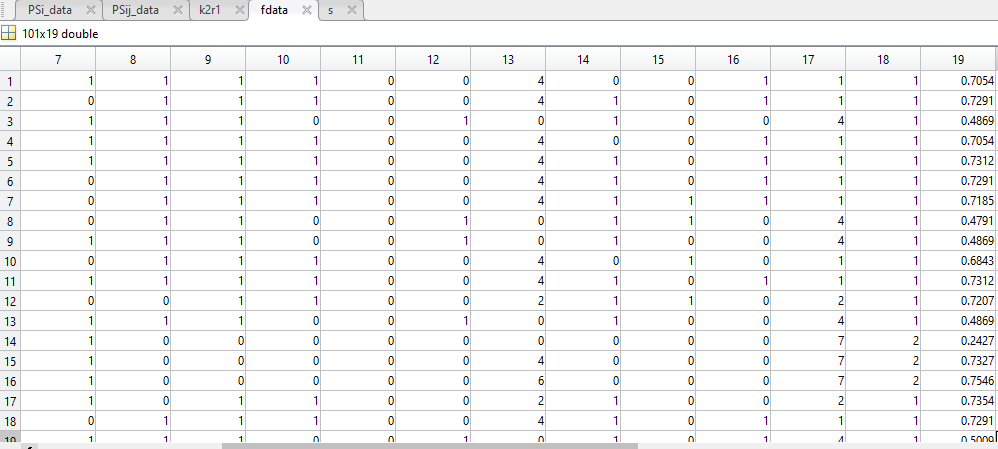 PSi_data PSij_data k2r1 fdata s
101x19 double
7 8 9 10 11 12 13 14 15 16 17 18 19
1 1 1 1 1 0 0 4 0 0 1 1 1 0.7054
2 0 1 1 1 0 0 4 1 0 1 1 1 0.7291
3 1 1 1 0 0 1 0 1 0 0 4 1 0.4869
4 1 1 1 1 0 0 4 0 0 1 1 1 0.7054
5 1 1 1 1 0 0 4 1 0 1 1 1 0.7312
6 0 1 1 1 0 0 4 1 0 1 1 1 0.7291
7 0 1 1 1 0 0 4 1 1 1 1 1 0.7185
8 0 1 1 0 0 1 0 1 1 0 4 1 0.4791
9 1 1 1 0 0 1 0 1 0 0 4 1 0.4869
10 0 1 1 1 0 0 4 0 1 0 1 1 0.6843
11 1 1 1 1 0 0 4 1 0 1 1 1 0.7312
12 0 0 1 1 0 0 2 1 1 0 2 1 0.7207
13 1 1 1 0 0 1 0 1 0 0 4 1 0.4869
14 1 0 0 0 0 0 0 0 0 0 7 2 0.2427
15 1 0 0 0 0 0 4 0 0 0 7 2 0.7327
16 1 0 0 0 0 0 6 0 0 0 7 2 0.7546
17 1 0 1 1 0 0 2 1 0 0 2 1 0.7354
18 0 1 1 1 0 0 4 1 0 1 1 1 0.7291
19 1 1 1 0 0 1 0 1 0 1 4 1 0.5009